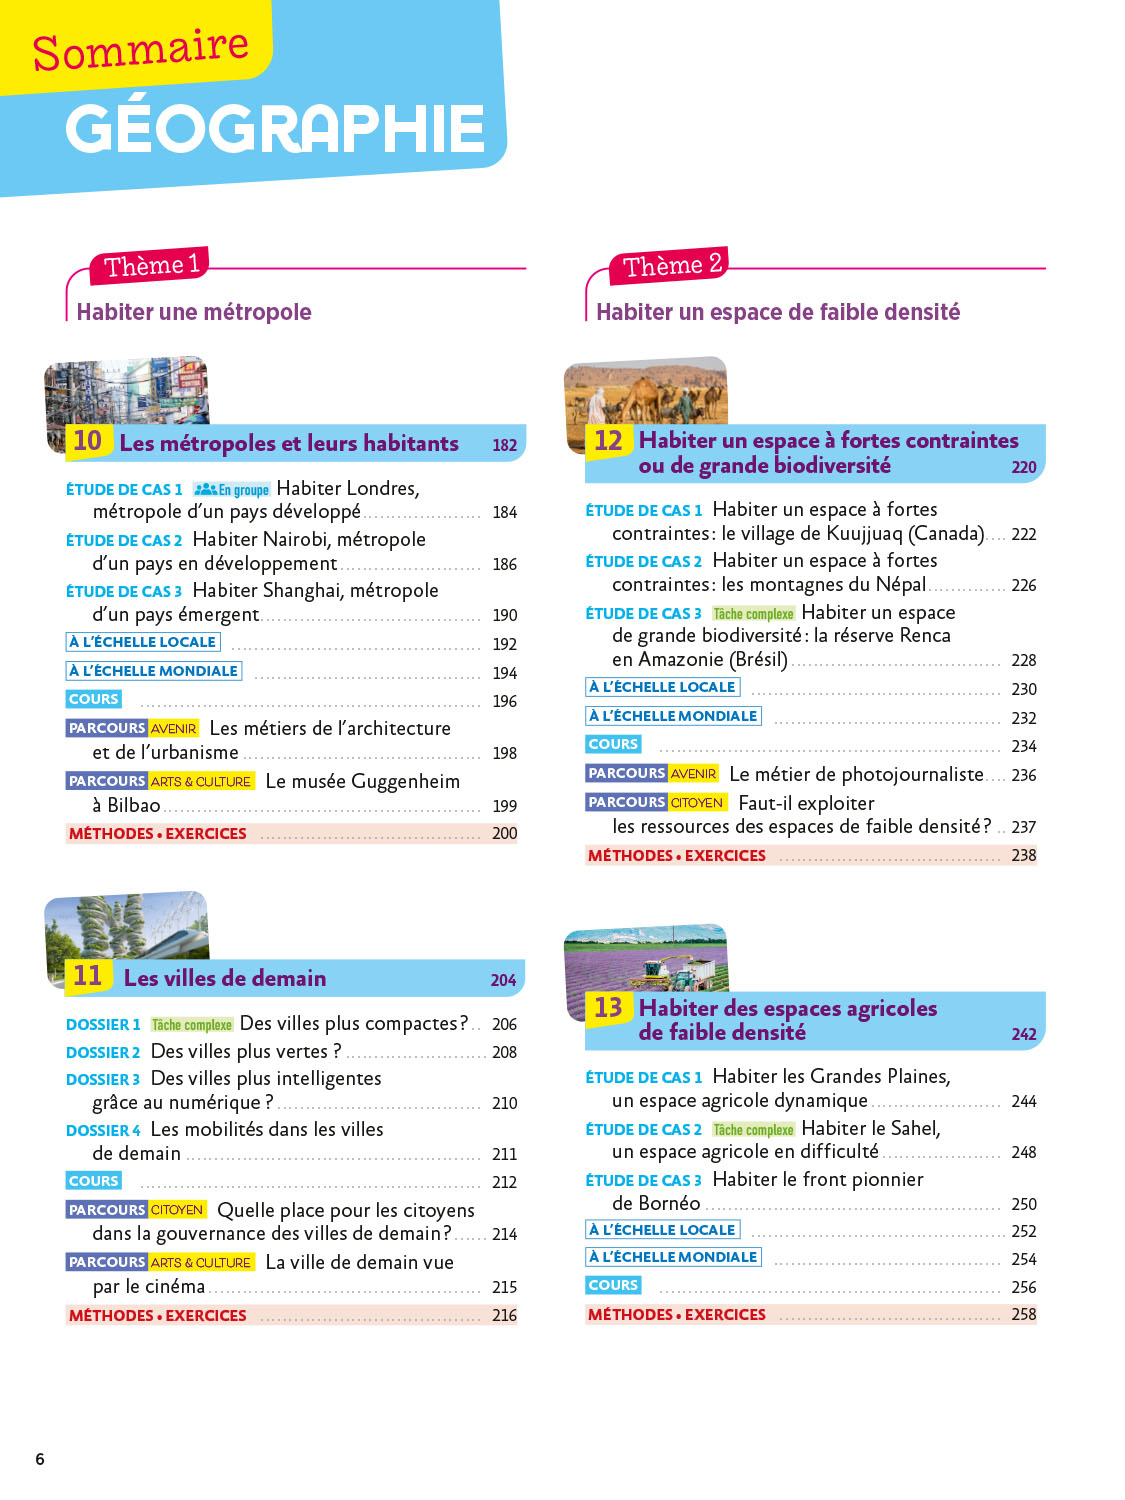 Sommaire
GÉOGRAPHIE
Thème 1
Habiter une métropole
10 Les métropoles et leurs habitants 182
ÉTUDE DE CAS 1 En groupe Habiter Londres,
métropole d'un pays développé 184
ÉTUDE DE CAS 2 Habiter Nairobi, métropole
d'un pays en développement 186
ÉTUDE DE CAS 3 Habiter Shanghai, métropole
d'un pays émergent 190
À L'ÉCHELLE LOCALE 192
À L'ÉCHELLE MONDIALE 194
COURS 196
PARCOURS AVENIR Les métiers de l'architecture
et de l'urbanisme 198
PARCOURS ARTS & CULTURE Le musée Guggenheim
à Bilbao 199
MÉTHODES • EXERCICES 200
11 Les villes de demain 204
DOSSIER 1 Tâche complexe Des villes plus compactes ? 206
DOSSIER 2 Des villes plus vertes ? 208
DOSSIER 3 Des villes plus intelligentes
grâce au numérique ? 210
DOSSIER 4 Les mobilités dans les villes
de demain 211
COURS 212
PARCOURS CITOYEN Quelle place pour les citoyens
dans la gouvernance des villes de demain ? 214
PARCOURS ARTS & CULTURE La ville de demain vue
par le cinéma 215
MÉTHODES • EXERCICES 216
Thème 2
Habiter un espace de faible densité
12 Habiter un espace à fortes contraintes
ou de grande biodiversité 220
ÉTUDE DE CAS 1 Habiter un espace à fortes
contraintes : le village de Kuujjuaq (Canada) 222
ÉTUDE DE CAS 2 Habiter un espace à fortes
contraintes : les montagnes du Népal 226
ÉTUDE DE CAS 3 Tâche complexe Habiter un espace
de grande biodiversité : la réserve Renca
en Amazonie (Brésil) 228
À L'ÉCHELLE LOCALE 230
À L'ÉCHELLE MONDIALE 232
COURS 234
PARCOURS AVENIR Le métier de photojournaliste 236
PARCOURS CITOYEN Faut-il exploiter
les ressources des espaces de faible densité ? 237
MÉTHODES • EXERCICES 238
13 Habiter des espaces agricoles
de faible densité 242
ÉTUDE DE CAS 1 Habiter les Grandes Plaines,
un espace agricole dynamique 244
ÉTUDE DE CAS 2 Tâche complexe Habiter le Sahel,
un espace agricole en difficulté 248
ÉTUDE DE CAS 3 Habiter le front pionnier
de Bornéo 250
À L'ÉCHELLE LOCALE 252
À L'ÉCHELLE MONDIALE 254
COURS 256
MÉTHODES • EXERCICES 258
6